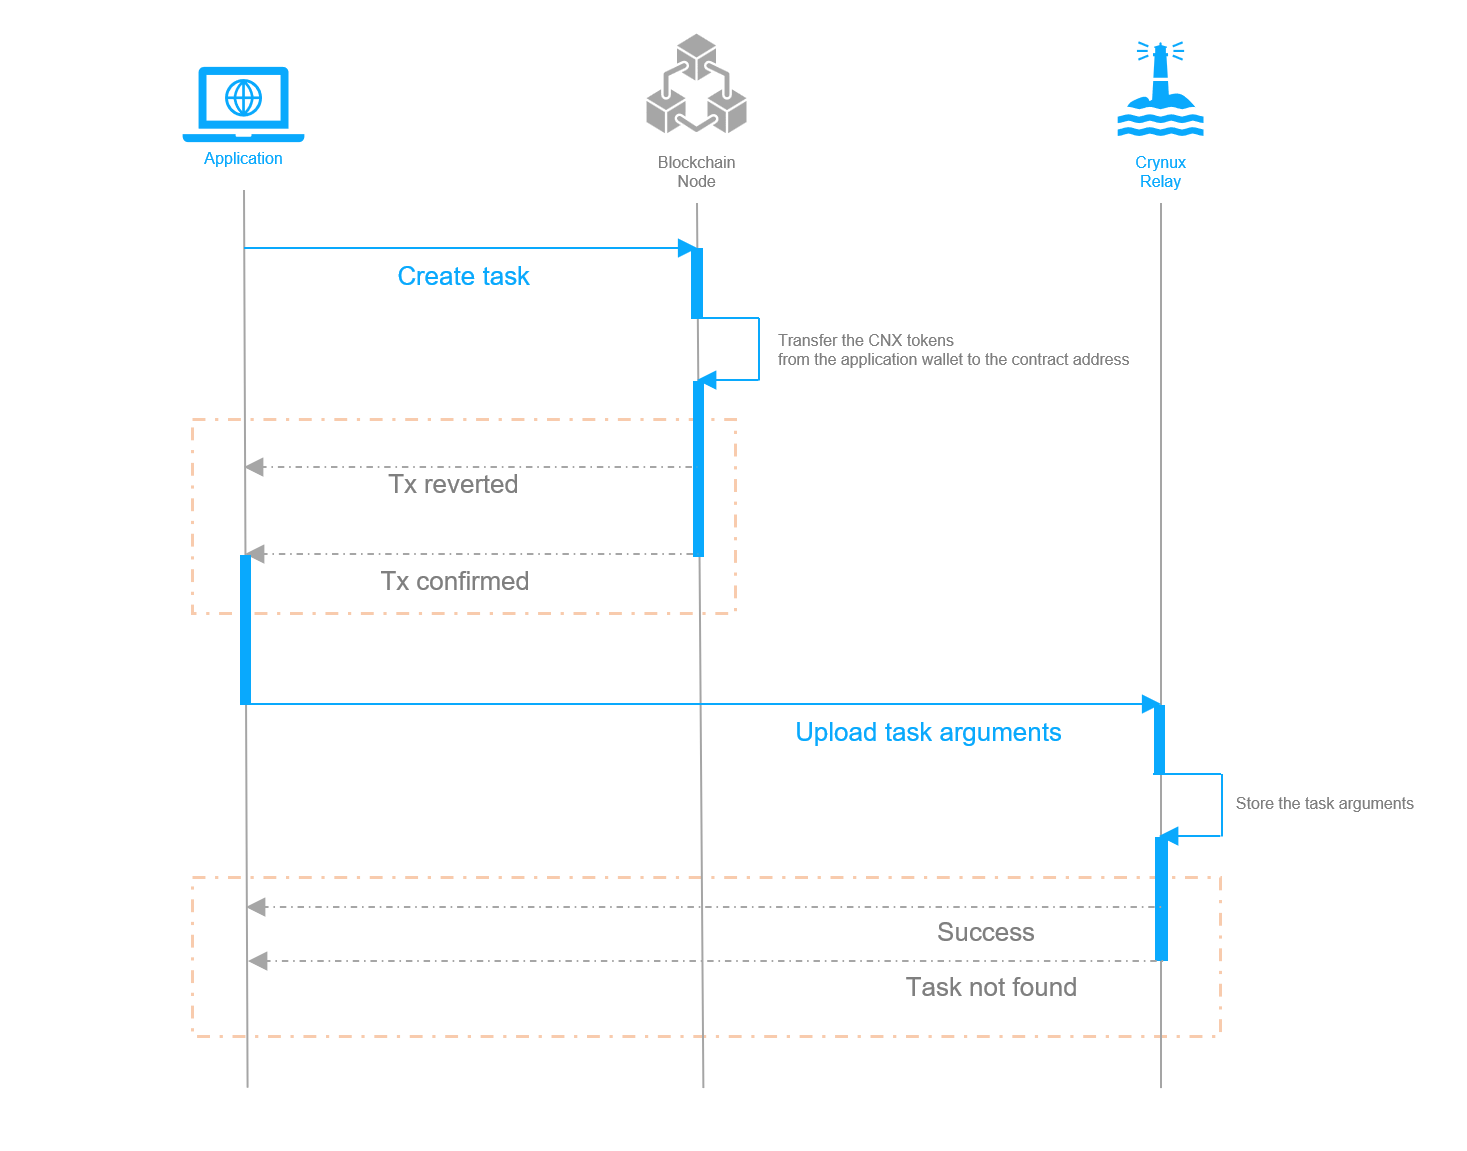 Application
Blockchain
Node
Crynux
Relay
Create task
Transfer the CNX tokens
from the application wallet to the contract address
Tx reverted
Tx confirmed
Upload task arguments
Store the task arguments
Success
Task not found